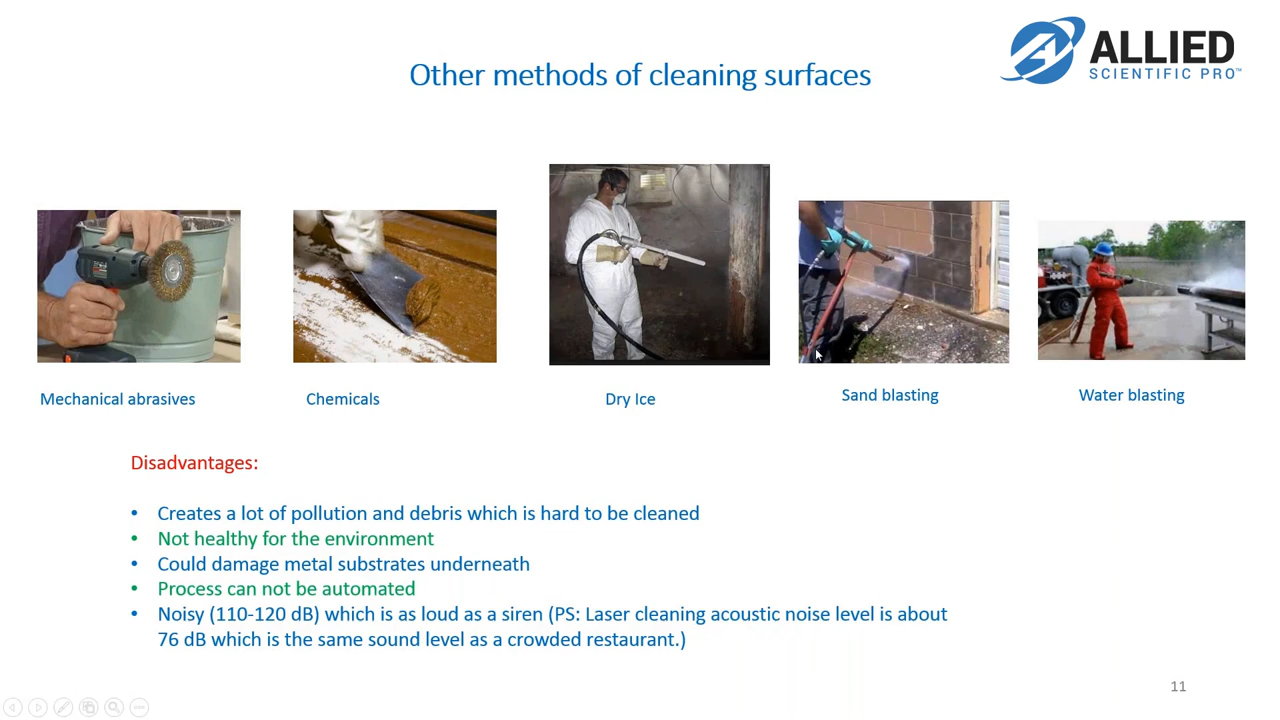 ALLIED
SCIENTIFIC PRO™
Other methods of cleaning surfaces
Mechanical abrasives
Chemicals
Dry Ice
Sand blasting
Water blasting
Disadvantages:
• Creates a lot of pollution and debris which is hard to be cleaned
• Not healthy for the environment
• Could damage metal substrates underneath
• Process can not be automated
• Noisy (110-120 dB) which is as loud as a siren (PS: Laser cleaning acoustic noise level is about
76 dB which is the same sound level as a crowded restaurant.)
11